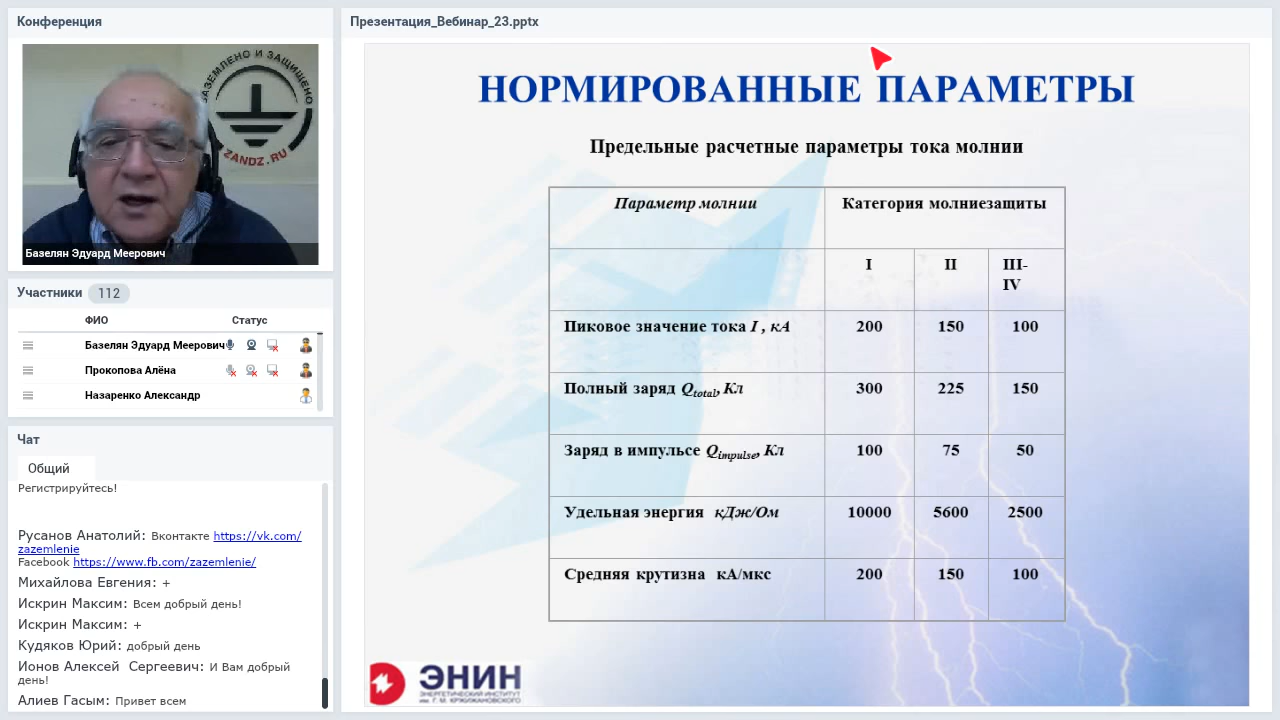 Конференция
ЗАЗЕМЛЕНО И ЗАЩИЩЕНО
ZANDZ.RU
Базелян Эдуард Меерович
Участники 112
ФИО Статус
Базелян Эдуард Меерович
Прокопова Алёна
Назаренко Александр
Чат
Общий
Регистрируйтесь!
Русанов Анатолий: Вконтакте https://vk.com/
zazemlenie
Facebook https://www.fb.com/zazemlenie/
Михайлова Евгения: +
Искрин Максим: Всем добрый день!
Искрин Максим: +
Кудяков Юрий: добрый день
Ионов Алексей Сергеевич: И Вам добрый
день!
Алиев Гасым: Привет всем
Презентация_Вебинар_23.pptx
НОРМИРОВАННЫЕ ПАРАМЕТРЫ
Предельные расчетные параметры тока молнии
Параметр молнии Категория молниезащиты
I II III-
IV
Пиковое значение тока I , кА 200 150 100
Полный заряд Qtotal, Кл 300 225 150
Заряд в импульсе Qimpulse, Кл 100 75 50
Удельная энергия кДж/Ом 10000 5600 2500
Средняя крутизна кА/мкс 200 150 100
ЭНИН
ЭНЕРГЕТИЧЕСКИЙ ИНСТИТУТ
им. Г. М. КРЖИЖАНОВСКОГО